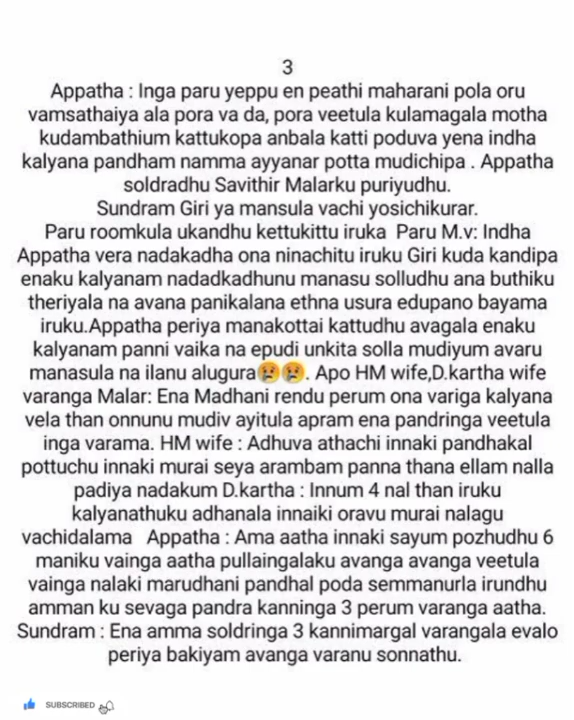 3
Appatha : Inga paru yeppu en peathi maharani pola oru
vamsathaiya ala pora va da, pora veetula kulamagala motha
kudambathium kattukopa anbala katti poduva yena indha
kalyana pandham namma ayyanar potta mudichipa . Appatha
soldradhu Savithir Malarku puriyudhu.
Sundram Giri ya mansula vachi yosichikurar.
Paru roomkula ukandhu kettukittu iruka Paru M.v: Indha
Appatha vera nadakadha ona ninachitu iruku Giri kuda kandipa
enaku kalyanam nadadkadhunu manasu solludhu ana buthiku
theriyala na avana panikalana ethna usura edupano bayama
iruku.Appatha periya manakottai kattudhu avagala enaku
kalyanam panni vaika na epudi unkita solla mudiyum avaru
manasula na ilanu alugura😢😢. Apo HM wife,D.kartha wife
varanga Malar: Ena Madhani rendu perum ona variga kalyana
vela than onnunu mudiv ayitula apram ena pandringa veetula
inga varama. HM wife : Adhuva athachi innaki pandhakal
pottuchu innaki murai seya arambam panna thana ellam nalla
padiya nadakum D.kartha : Innum 4 nal than iruku
kalyanathuku adhanala innaiki oravu murai nalagu
vachidalama Appatha : Ama aatha innaki sayum pozhudhu 6
maniku vainga aatha pullaingalaku avanga avanga veetula
vainga nalaki marudhani pandhal poda semmanurla irundhu
amman ku sevaga pandra kanninga 3 perum varanga aatha.
Sundram : Ena amma soldringa 3 kannimargal varangala evalo
periya bakiyam avanga varanu sonnathu.
SUBSCRIBED